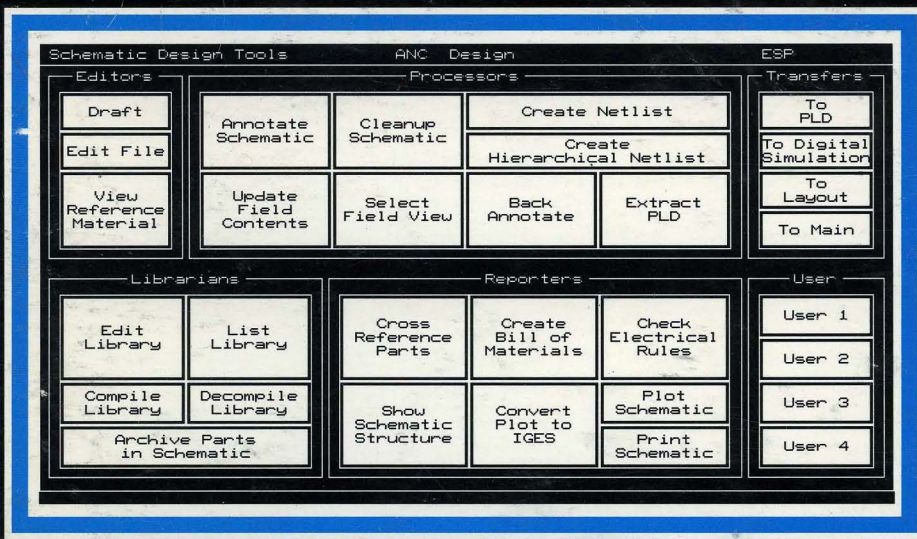 Schematic Design Tools ANC Design ESP
Editors
Draft
Edit File
View
Reference
Material
Processors
Annotate
Schematic
Cleanup
Schematic
Create Netlist
Create
Hierarchical Netlist
Update
Field
Contents
Select
Field View
Back
Annotate
Extract
PLD
Transfers
To
PLD
To Digital
Simulation
To
Layout
To Main
Librarians
Edit
Library
List
Library
Compile
Library
Decompile
Library
Archive Parts
in Schematic
Reporters
Cross
Reference
Parts
Create
Bill of
Materials
Check
Electrical
Rules
Show
Schematic
Structure
Convert
Plot to
IGES
Plot
Schematic
Print
Schematic
User
User 1
User 2
User 3
User 4